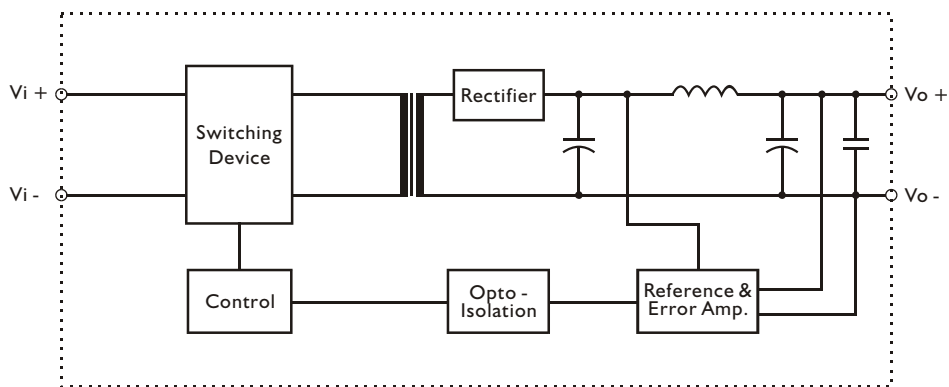 Vi +
Switching
Device
Rectifier
Vo +
Vi -
Vo -
Control
Opto -
Isolation
Reference &
Error Amp.